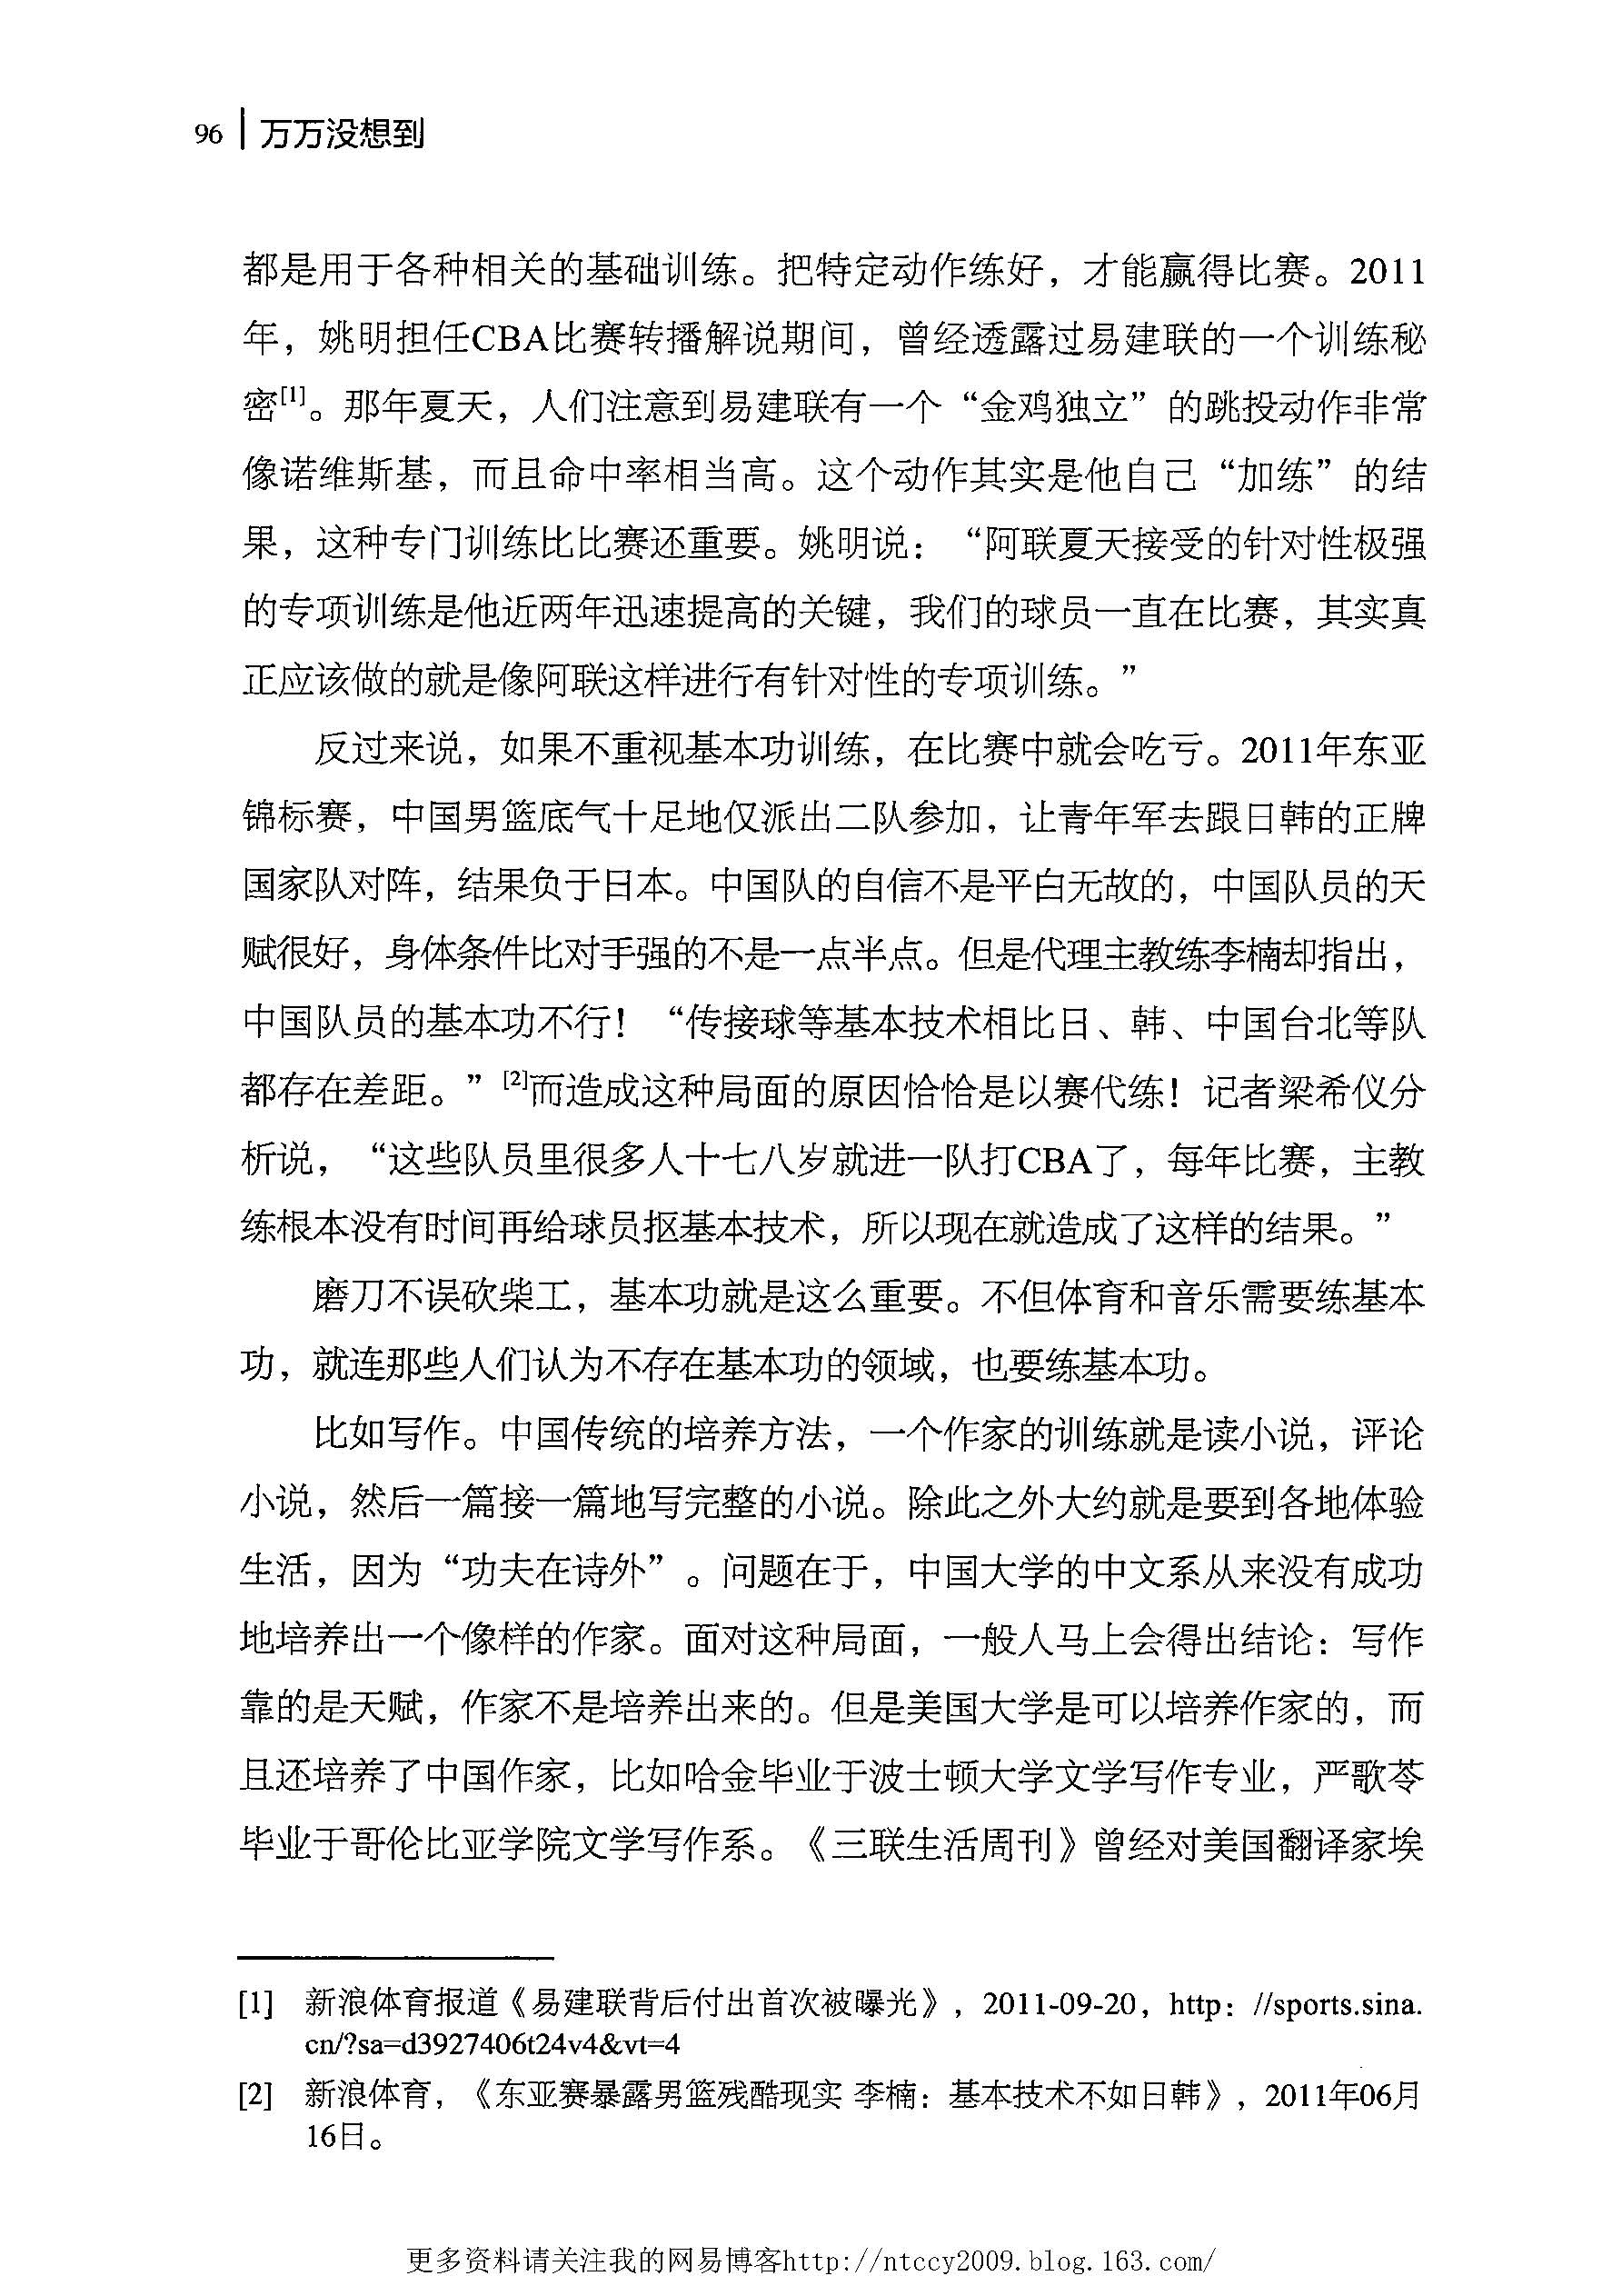 96 万万没想到
都是用于各种相关的基础训练。把特定动作练好，才能赢得比赛。2011
年，姚明担任CBA比赛转播解说期间，曾经透露过易建联的一个训练秘
密[1]。那年夏天，人们注意到易建联有一个“金鸡独立”的跳投动作非常
像诺维斯基，而且命中率相当高。这个动作其实是他自己“加练”的结
果，这种专门训练比比赛还重要。姚明说：“阿联夏天接受的针对性极强
的专项训练是他近两年迅速提高的关键，我们的球员一直在比赛，其实真
正应该做的就是像阿联这样进行有针对性的专项训练。”
反过来说，如果不重视基本功训练，在比赛中就会吃亏。2011年东亚
锦标赛，中国男篮底气十足地仅派出二队参加，让青年军去跟日韩的正牌
国家队对阵，结果负于日本。中国队的自信不是平白无故的，中国队员的天
赋很好，身体条件比对手强的不是一点半点。但是代理主教练李楠却指出，
中国队员的基本功不行！“传接球等基本技术相比日、韩、中国台北等队
都存在差距。”[2]而造成这种局面的原因恰恰是以赛代练！记者梁希仪分
析说，“这些队员里很多人十七八岁就进一队打CBA了，每年比赛，主教
练根本没有时间再给球员抠基本技术，所以现在就造成了这样的结果。”
磨刀不误砍柴工，基本功就是这么重要。不但体育和音乐需要练基本
功，就连那些人们认为不存在基本功的领域，也要练基本功。
比如写作。中国传统的培养方法，一个作家的训练就是读小说，评论
小说，然后一篇接一篇地写完整的小说。除此之外大约就是要到各地体验
生活，因为“功夫在诗外”。问题在于，中国大学的中文系从来没有成功
地培养出一个像样的作家。面对这种局面，一般人马上会得出结论：写作
靠的是天赋，作家不是培养出来的。但是美国大学是可以培养作家的，而
且还培养了中国作家，比如哈金毕业于波士顿大学文学写作专业，严歌苓
毕业于哥伦比亚学院文学写作系。《三联生活周刊》曾经对美国翻译家埃
[1] 新浪体育报道《易建联背后付出首次被曝光》，2011-09-20，http：//sports.sina.
cn/?sa=d3927406t24v4&vt=4
[2] 新浪体育，《东亚赛暴露男篮残酷现实 李楠：基本技术不如日韩》，2011年06月
16日。
更多资料请关注我的网易博客http://ntccy2009.blog.163.com/